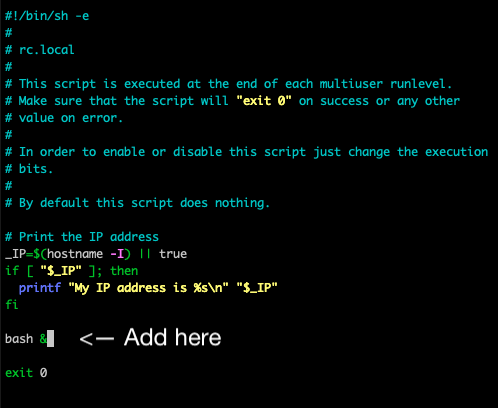 #!/bin/sh -e
#
# rc.local
#
# This script is executed at the end of each multiuser runlevel.
# Make sure that the script will "exit 0" on success or any other
# value on error.
#
# In order to enable or disable this script just change the execution
# bits.
#
# By default this script does nothing.

# Print the IP address
_IP=$(hostname -I) || true
if [ "$_IP" ]; then
  printf "My IP address is %s\n" "$_IP"
fi

bash & <— Add here

exit 0